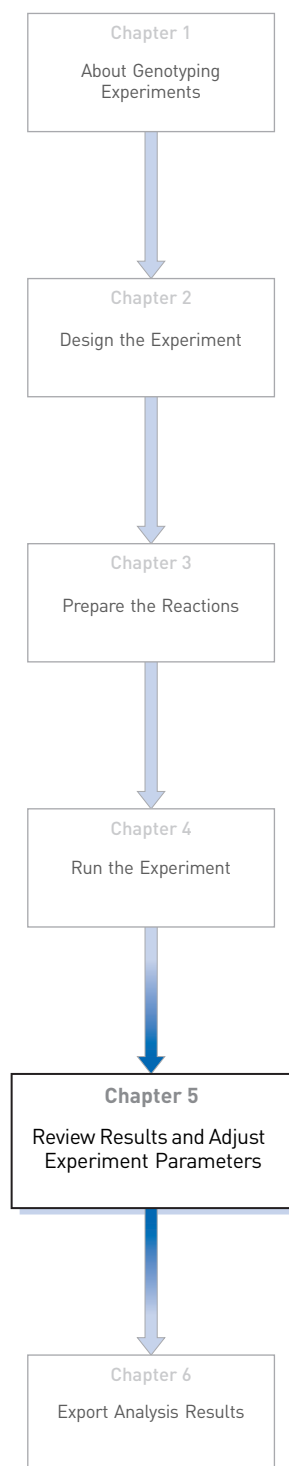 Chapter 1
About Genotyping
Experiments
Chapter 2
Design the Experiment
Chapter 3
Prepare the Reactions
Chapter 4
Run the Experiment
Chapter 5
Review Results and Adjust
Experiment Parameters
Chapter 6
Export Analysis Results